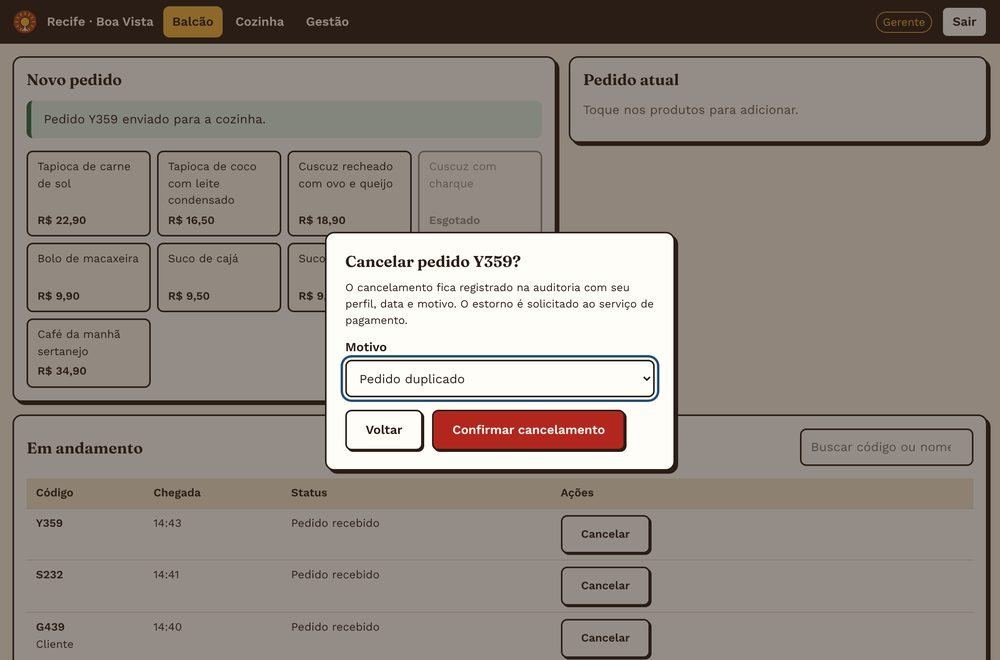 Recife · Boa Vista
Balcão
Cozinha
Gestão
Gerente
Sair
Novo pedido
Pedido Y359 enviado para a cozinha.
Tapioca de carne
de sol
R$ 22,90
Tapioca de coco
com leite
condensado
R$ 16,50
Cuscuz recheado
com ovo e queijo
R$ 18,90
Cuscuz com
charque
Esgotado
Bolo de macaxeira
R$ 9,90
Suco de cajá
R$ 9,50
Suco
R$ 9,
Café da manhã
sertanejo
R$ 34,90
Pedido atual
Toque nos produtos para adicionar.
Cancelar pedido Y359?
O cancelamento fica registrado na auditoria com seu
perfil, data e motivo. O estorno é solicitado ao serviço de
pagamento.
Motivo
Pedido duplicado
Voltar
Confirmar cancelamento
Em andamento
Buscar código ou nome
Código Chegada Status Ações
Y359 14:43 Pedido recebido Cancelar
S232 14:41 Pedido recebido Cancelar
G439 14:40 Pedido recebido Cancelar
Cliente